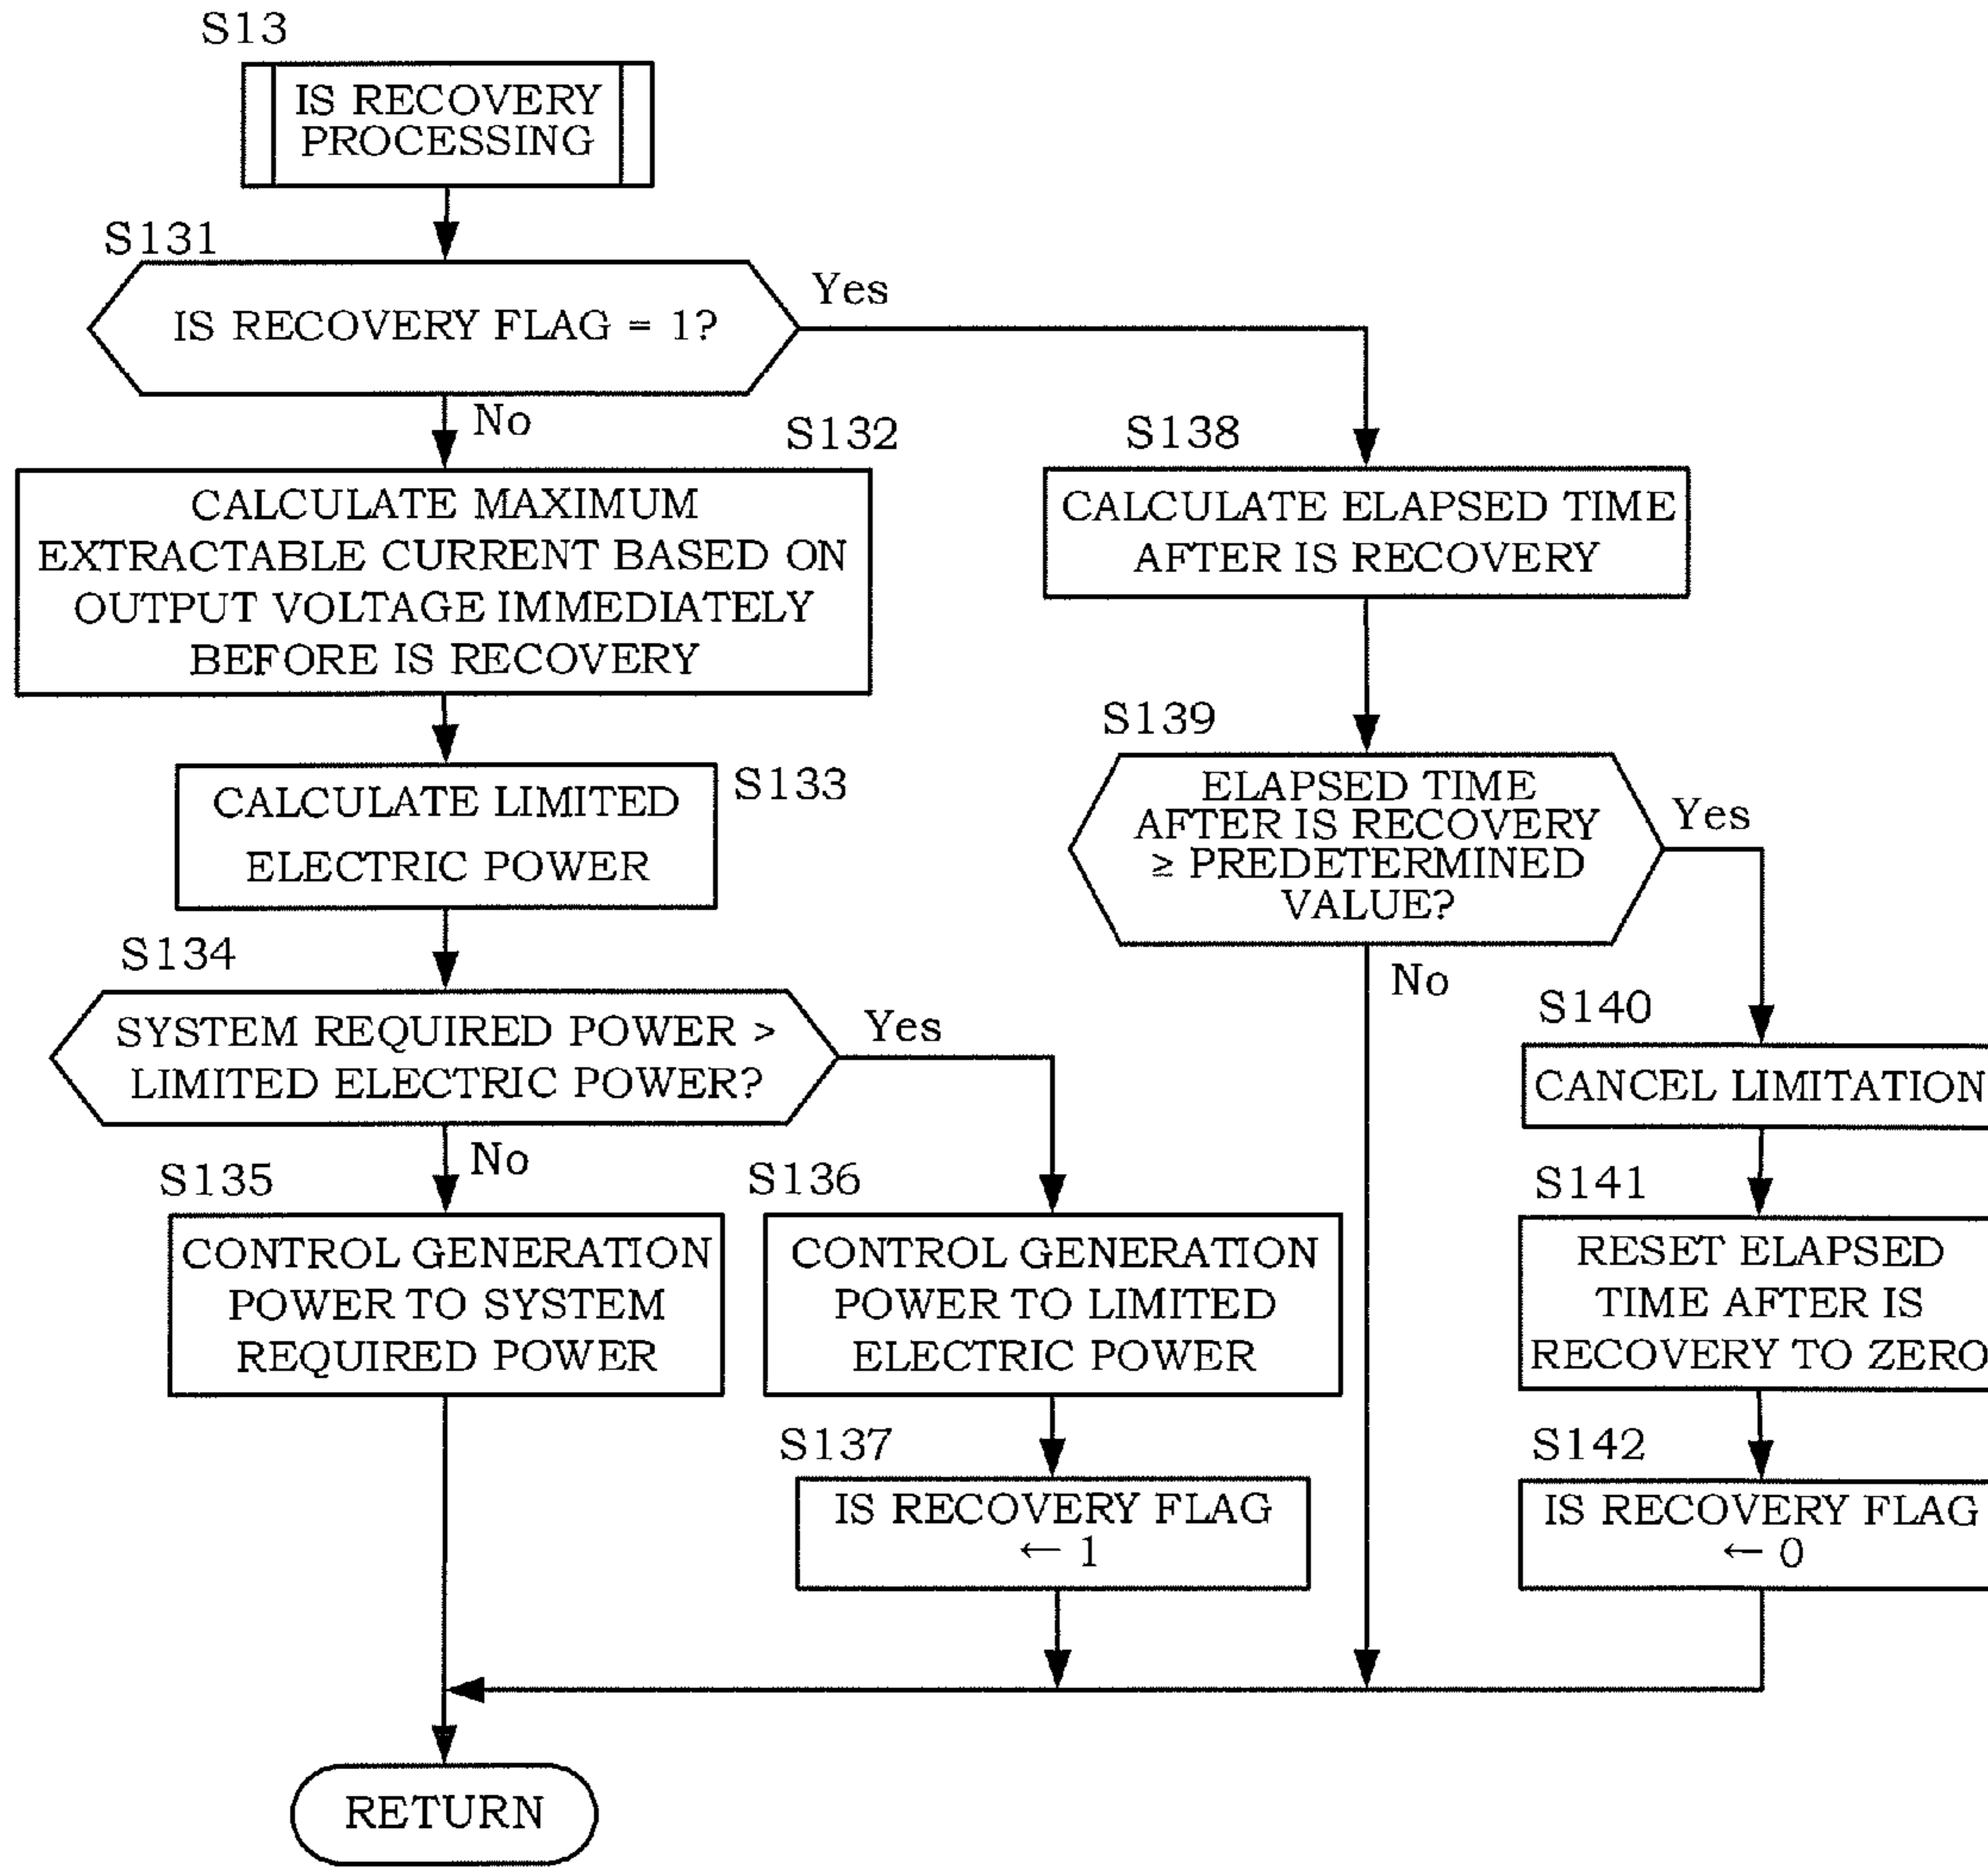 S13
IS RECOVERY
PROCESSING
S131
IS RECOVERY FLAG = 1?
Yes
No
S132
CALCULATE MAXIMUM
EXTRACTABLE CURRENT BASED ON
OUTPUT VOLTAGE IMMEDIATELY
BEFORE IS RECOVERY
S133
CALCULATE LIMITED
ELECTRIC POWER
S134
SYSTEM REQUIRED POWER >
LIMITED ELECTRIC POWER?
Yes
No
S135
CONTROL GENERATION
POWER TO SYSTEM
REQUIRED POWER
S136
CONTROL GENERATION
POWER TO LIMITED
ELECTRIC POWER
S137
IS RECOVERY FLAG
← 1
S138
CALCULATE ELAPSED TIME
AFTER IS RECOVERY
S139
ELAPSED TIME
AFTER IS RECOVERY
≥ PREDETERMINED
VALUE?
Yes
No
S140
CANCEL LIMITATION
S141
RESET ELAPSED
TIME AFTER IS
RECOVERY TO ZERO
S142
IS RECOVERY FLAG
← 0
RETURN